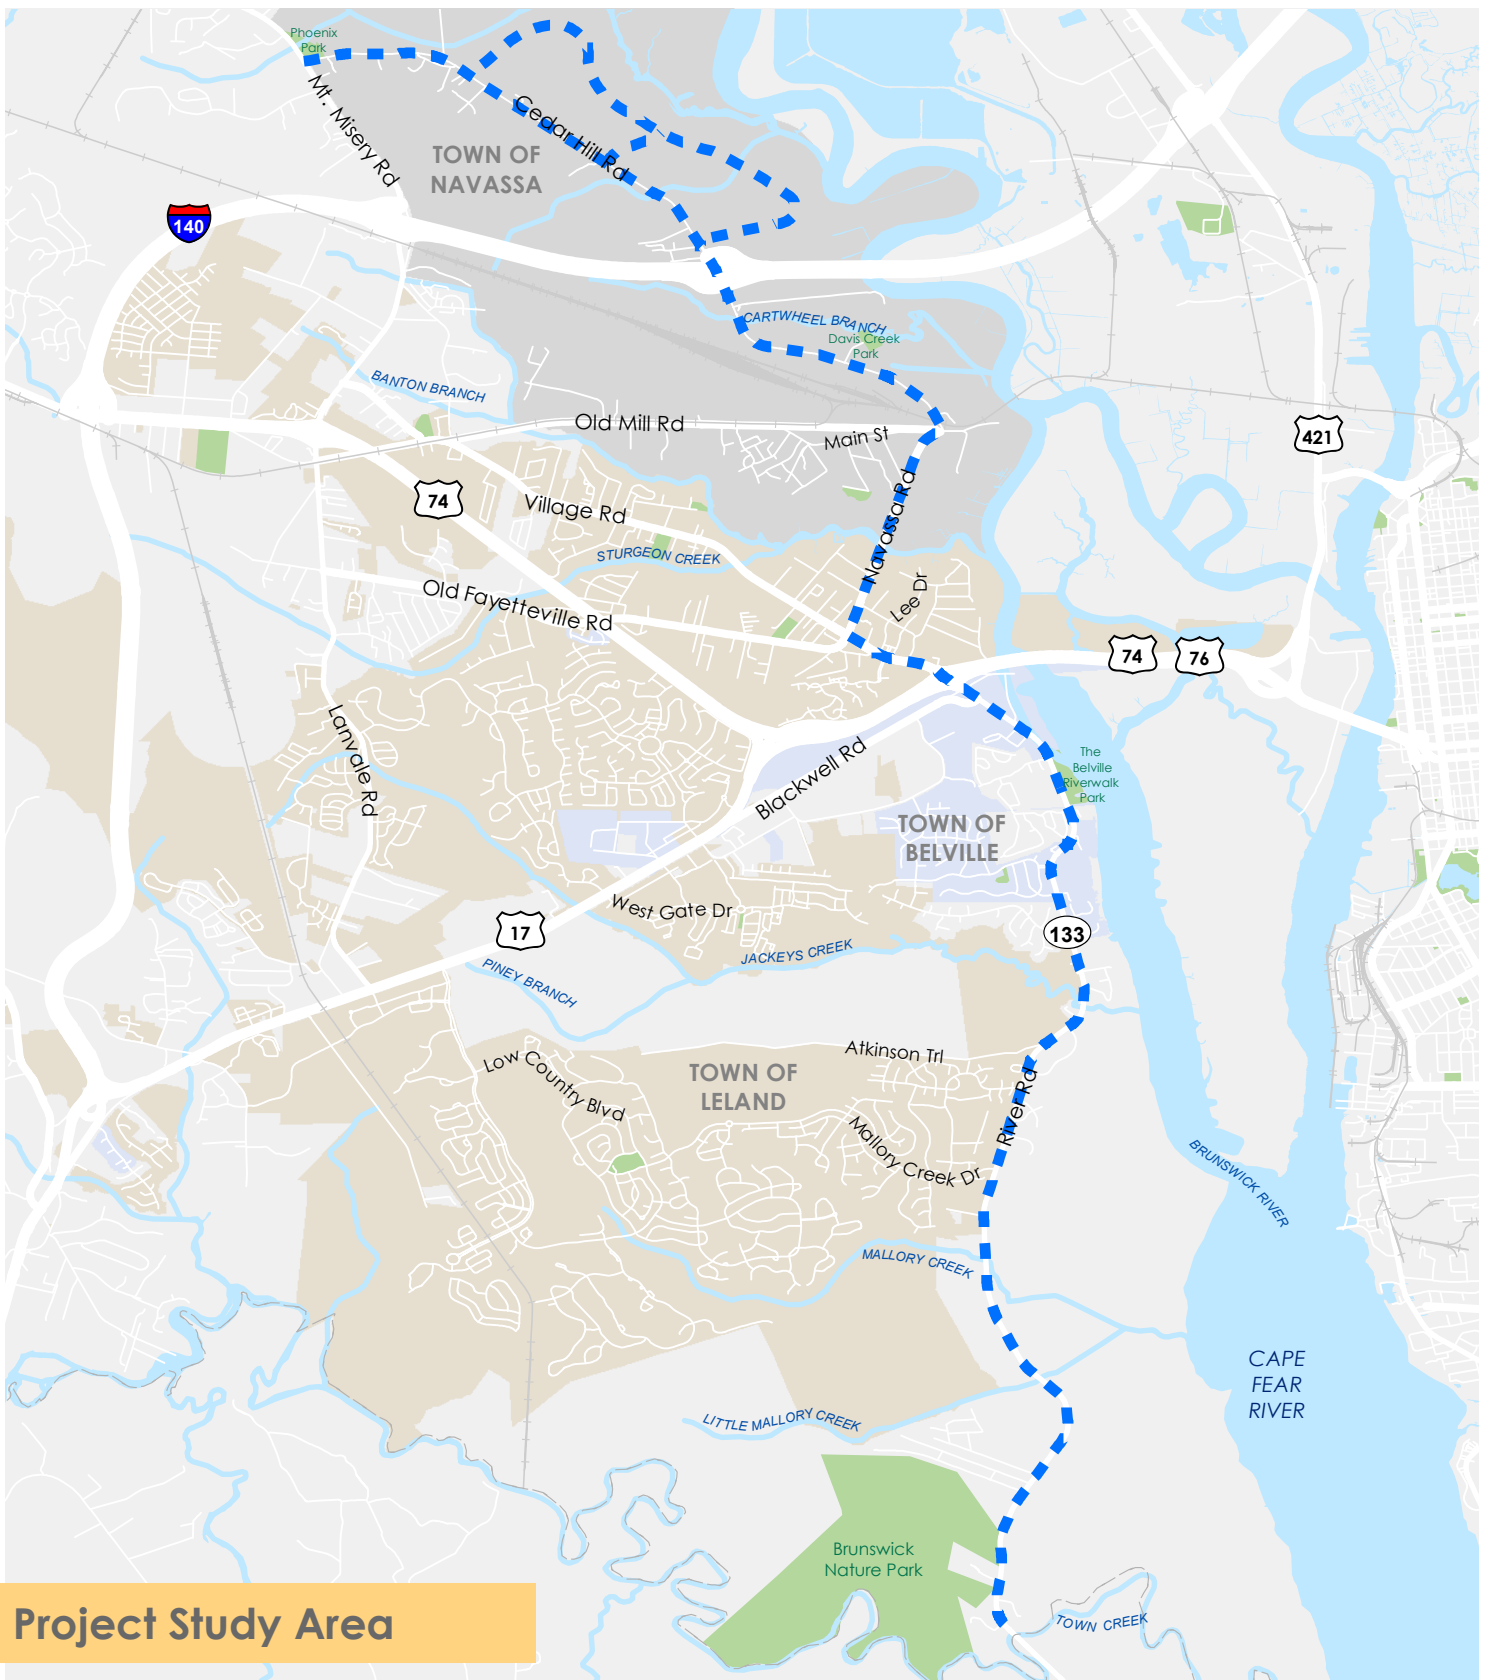 Phoenix
Park
Mt. Misery Rd
Cedar Hill Rd
TOWN OF
NAVASSA
140
CARTWHEEL BRANCH
Davis Creek
Park
BANTON BRANCH
Old Mill Rd
Main St
421
74
Village Rd
Navassa Rd
STURGEON CREEK
Old Fayetteville Rd
Lee Dr
74
76
Lanvale Rd
Blackwell Rd
The
Belville
Riverwalk
Park
TOWN OF
BELVILLE
West Gate Dr
17
133
JACKEYS CREEK
PINEY BRANCH
Atkinson Trl
Low Country Blvd
TOWN OF
LELAND
River Rd
Mallory Creek Dr
BRUNSWICK RIVER
MALLORY CREEK
CAPE
FEAR
RIVER
LITTLE MALLORY CREEK
Brunswick
Nature Park
Project Study Area
TOWN CREEK